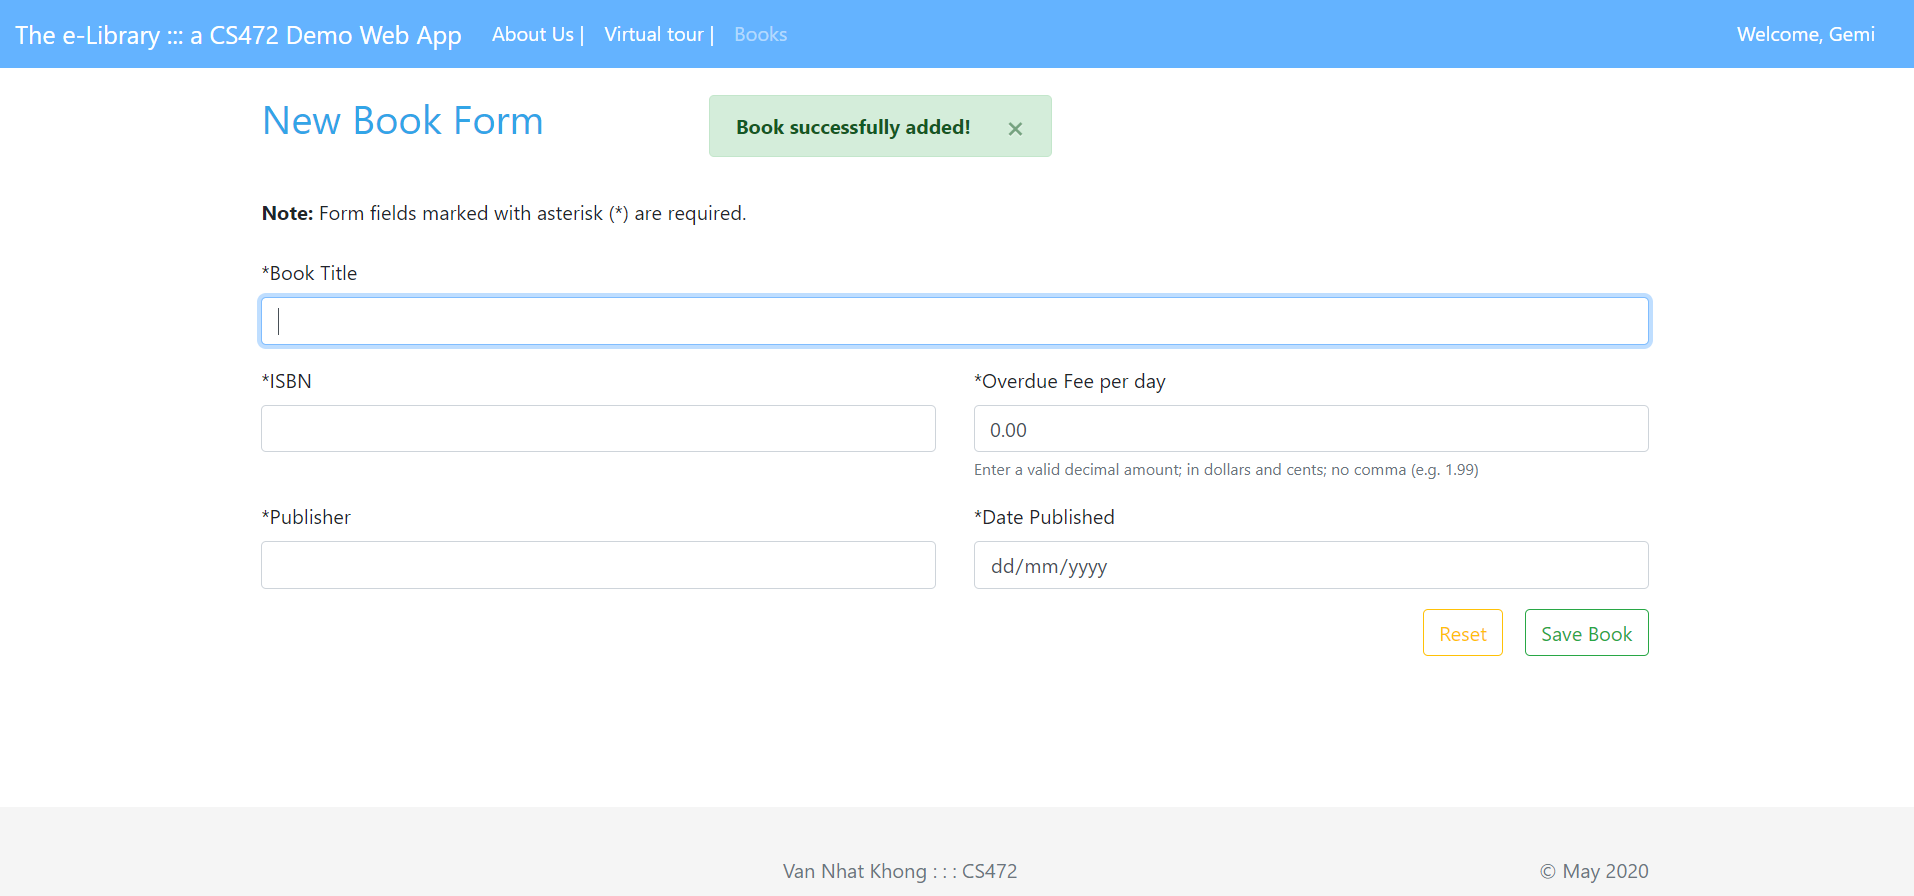 The e-Library ::: a CS472 Demo Web App About Us | Virtual tour | Books Welcome, Gemi
New Book Form
Book successfully added! ×
Note: Form fields marked with asterisk (*) are required.
*Book Title
*ISBN *Overdue Fee per day
0.00
Enter a valid decimal amount; in dollars and cents; no comma (e.g. 1.99)
*Publisher *Date Published
dd/mm/yyyy
Reset Save Book
Van Nhat Khong : : : CS472 © May 2020